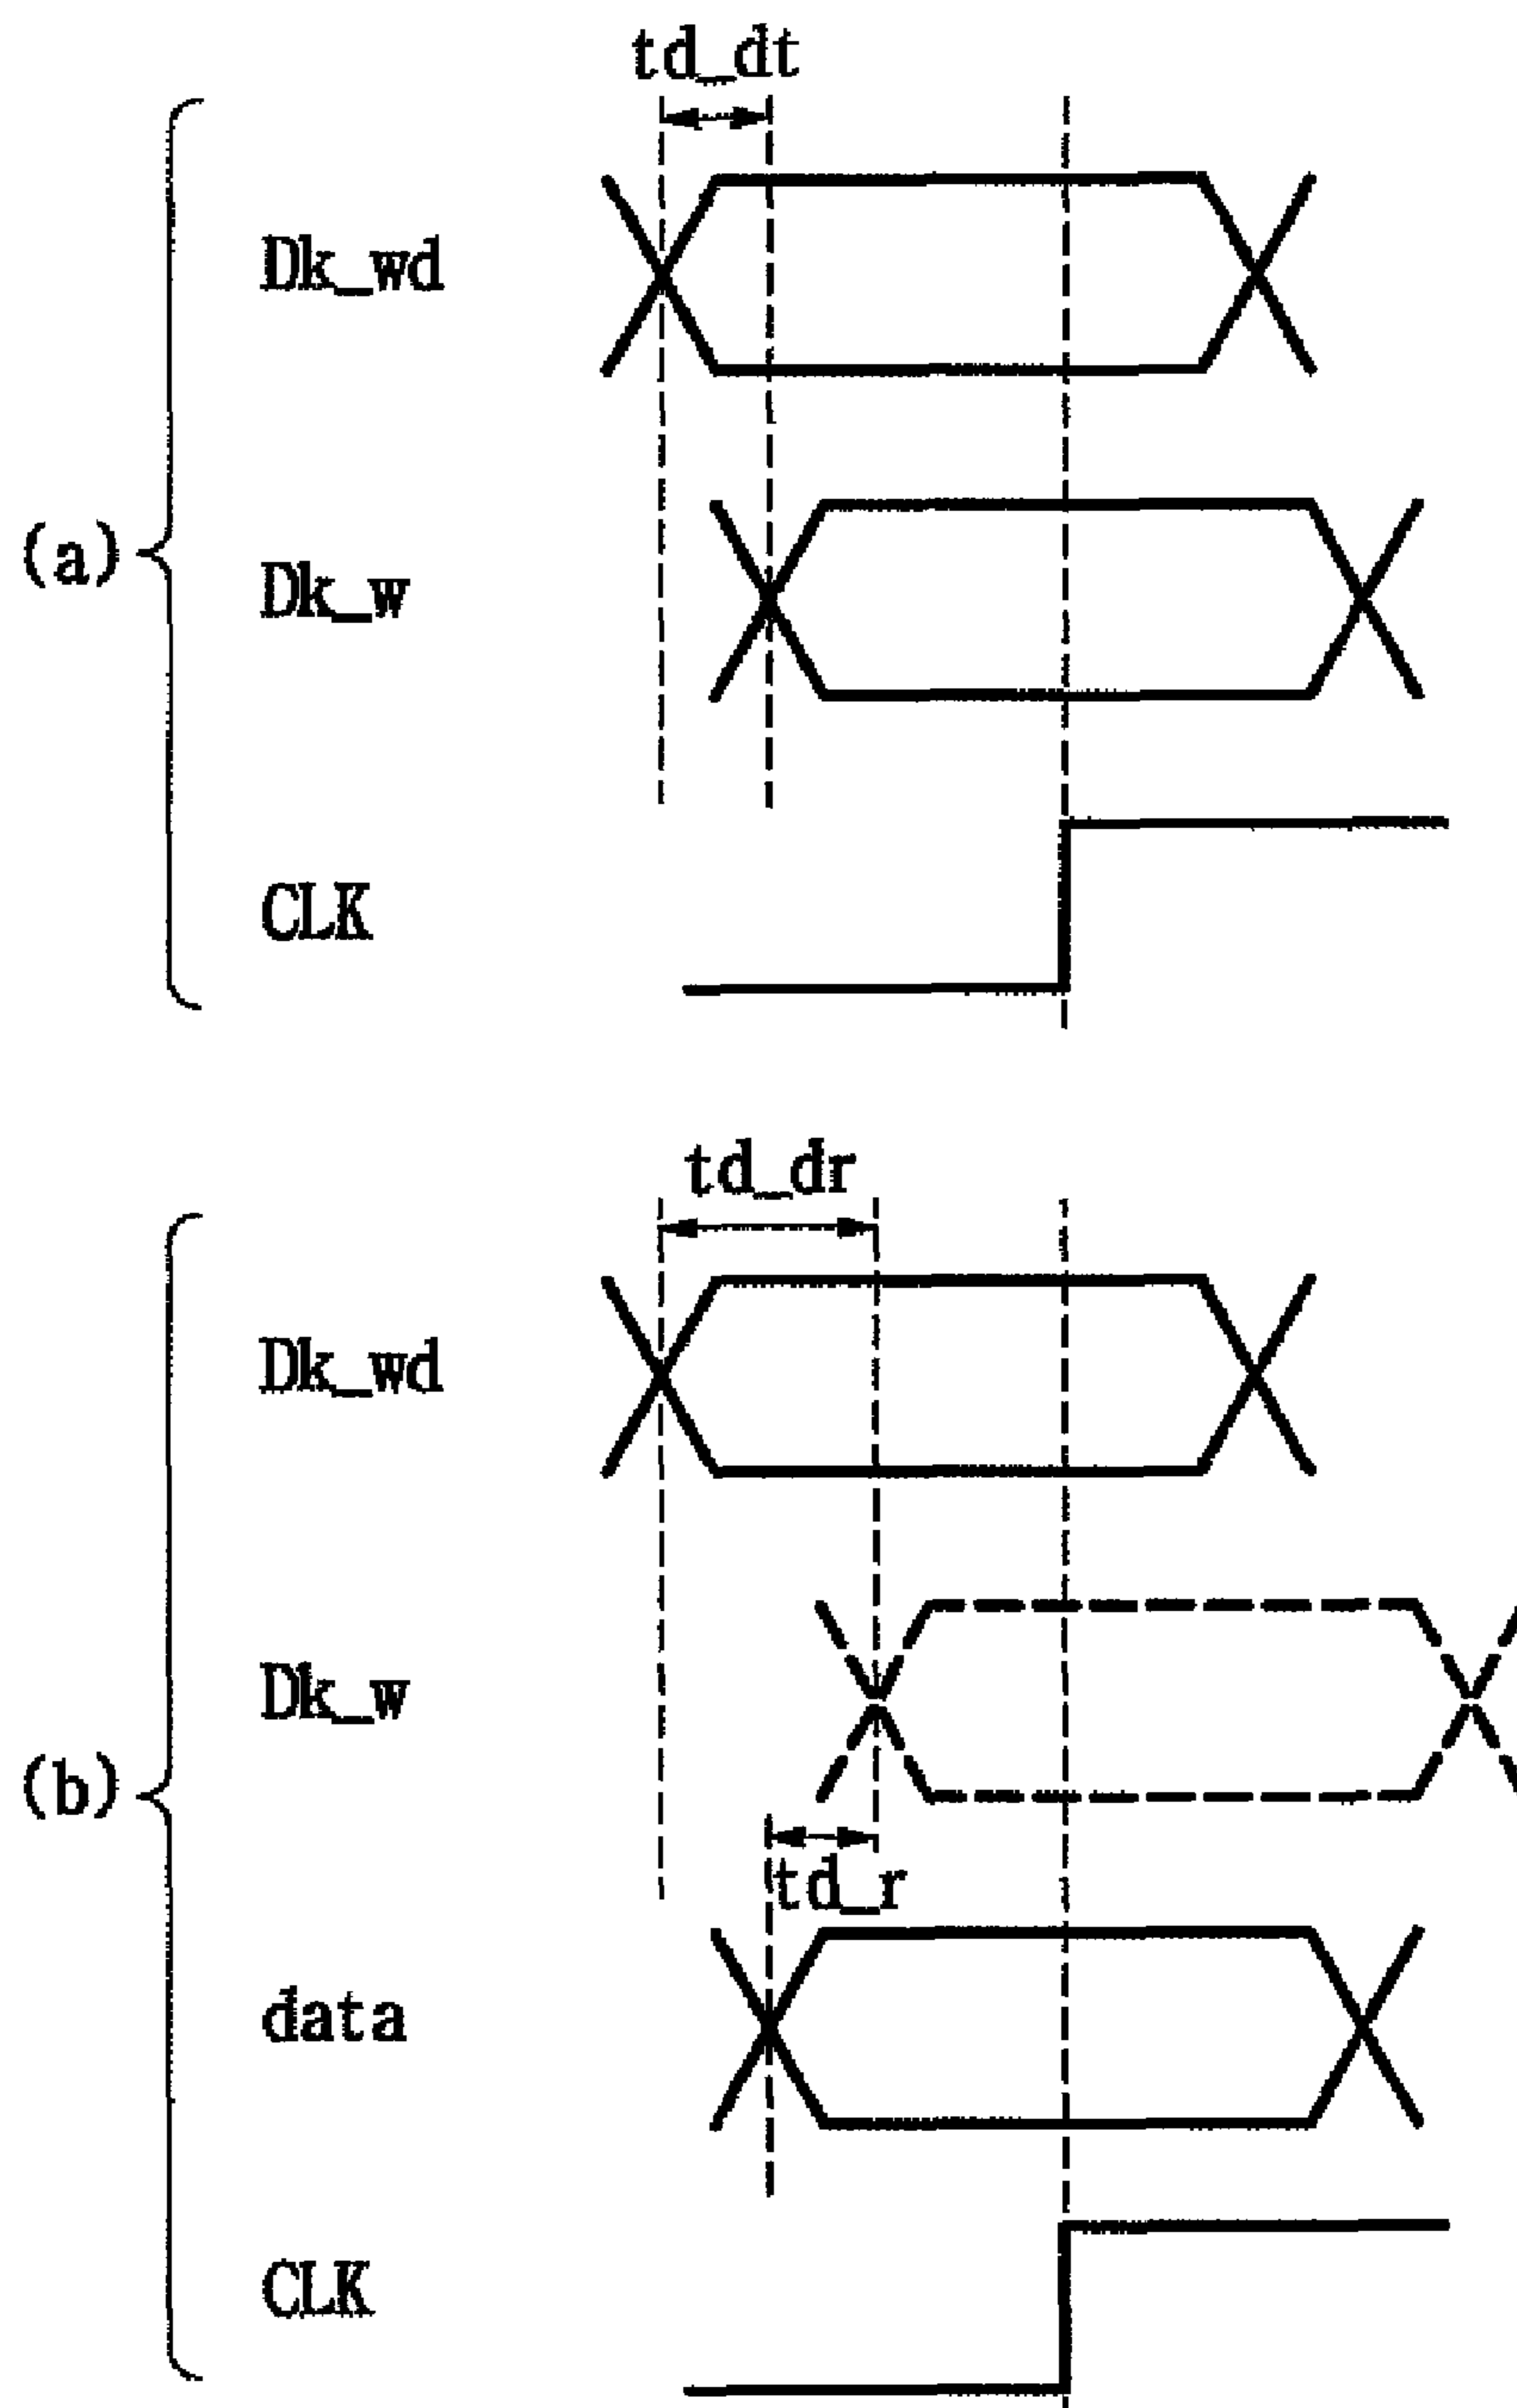 td_dt
Dk_wd
(a)
Dk_w
CLK
td_dr
Dk_wd
Dk_w
(b)
td_r
data
CLK